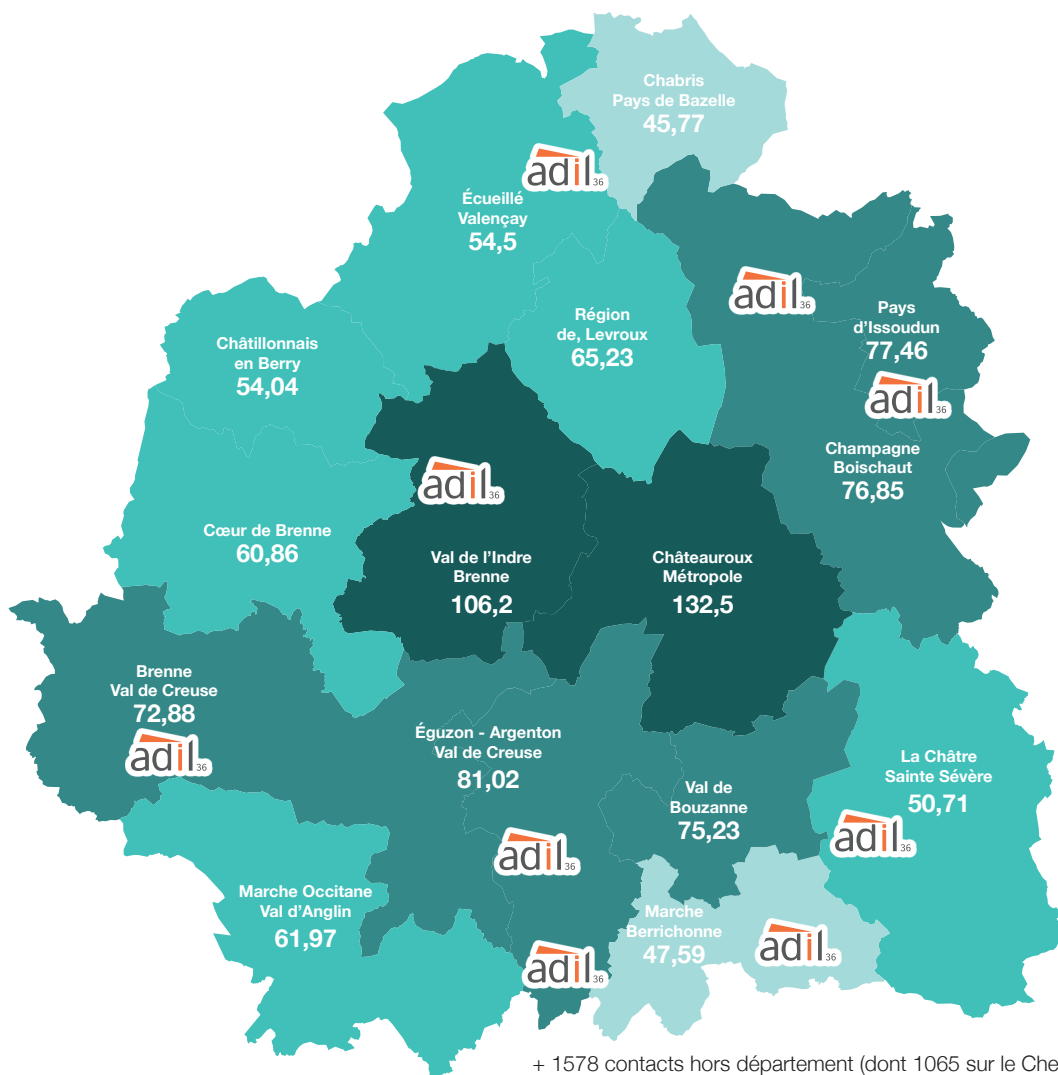 Chabris
Pays de Bazelle
45,77
adil 36
Écueillé
Valençay
54,5
adil 36
Région
de, Levroux
65,23
Pays
d'Issoudun
77,46
Châtillonnais
en Berry
54,04
adil 36
Champagne
Boischaut
76,85
adil 36
Cœur de Brenne
60,86
Val de l'Indre
Brenne
106,2
Châteauroux
Métropole
132,5
Brenne
Val de Creuse
72,88
adil 36
Éguzon - Argenton
Val de Creuse
81,02
La Châtre
Sainte Sévère
50,71
Val de
Bouzanne
75,23
adil 36
adil 36
Marche Occitane
Val d'Anglin
61,97
Marche
Berrichonne
47,59
adil 36
adil 36
+ 1578 contacts hors département (dont 1065 sur le Che